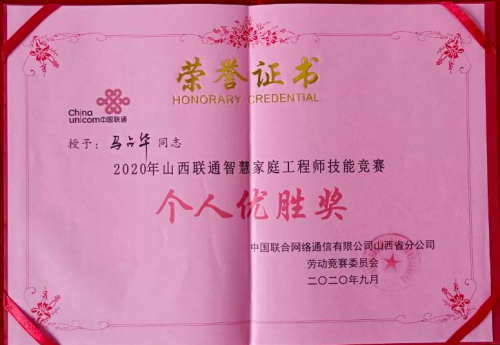 荣誉证书
HONORARY CREDENTIAL
China
unicom中国联通
授予：马占华同志
2020年山西联通智慧家庭工程师技能竞赛
个人优胜奖
中国联合网络通信有限公司山西省分公司
劳动竞赛委员会
二〇二〇年九月